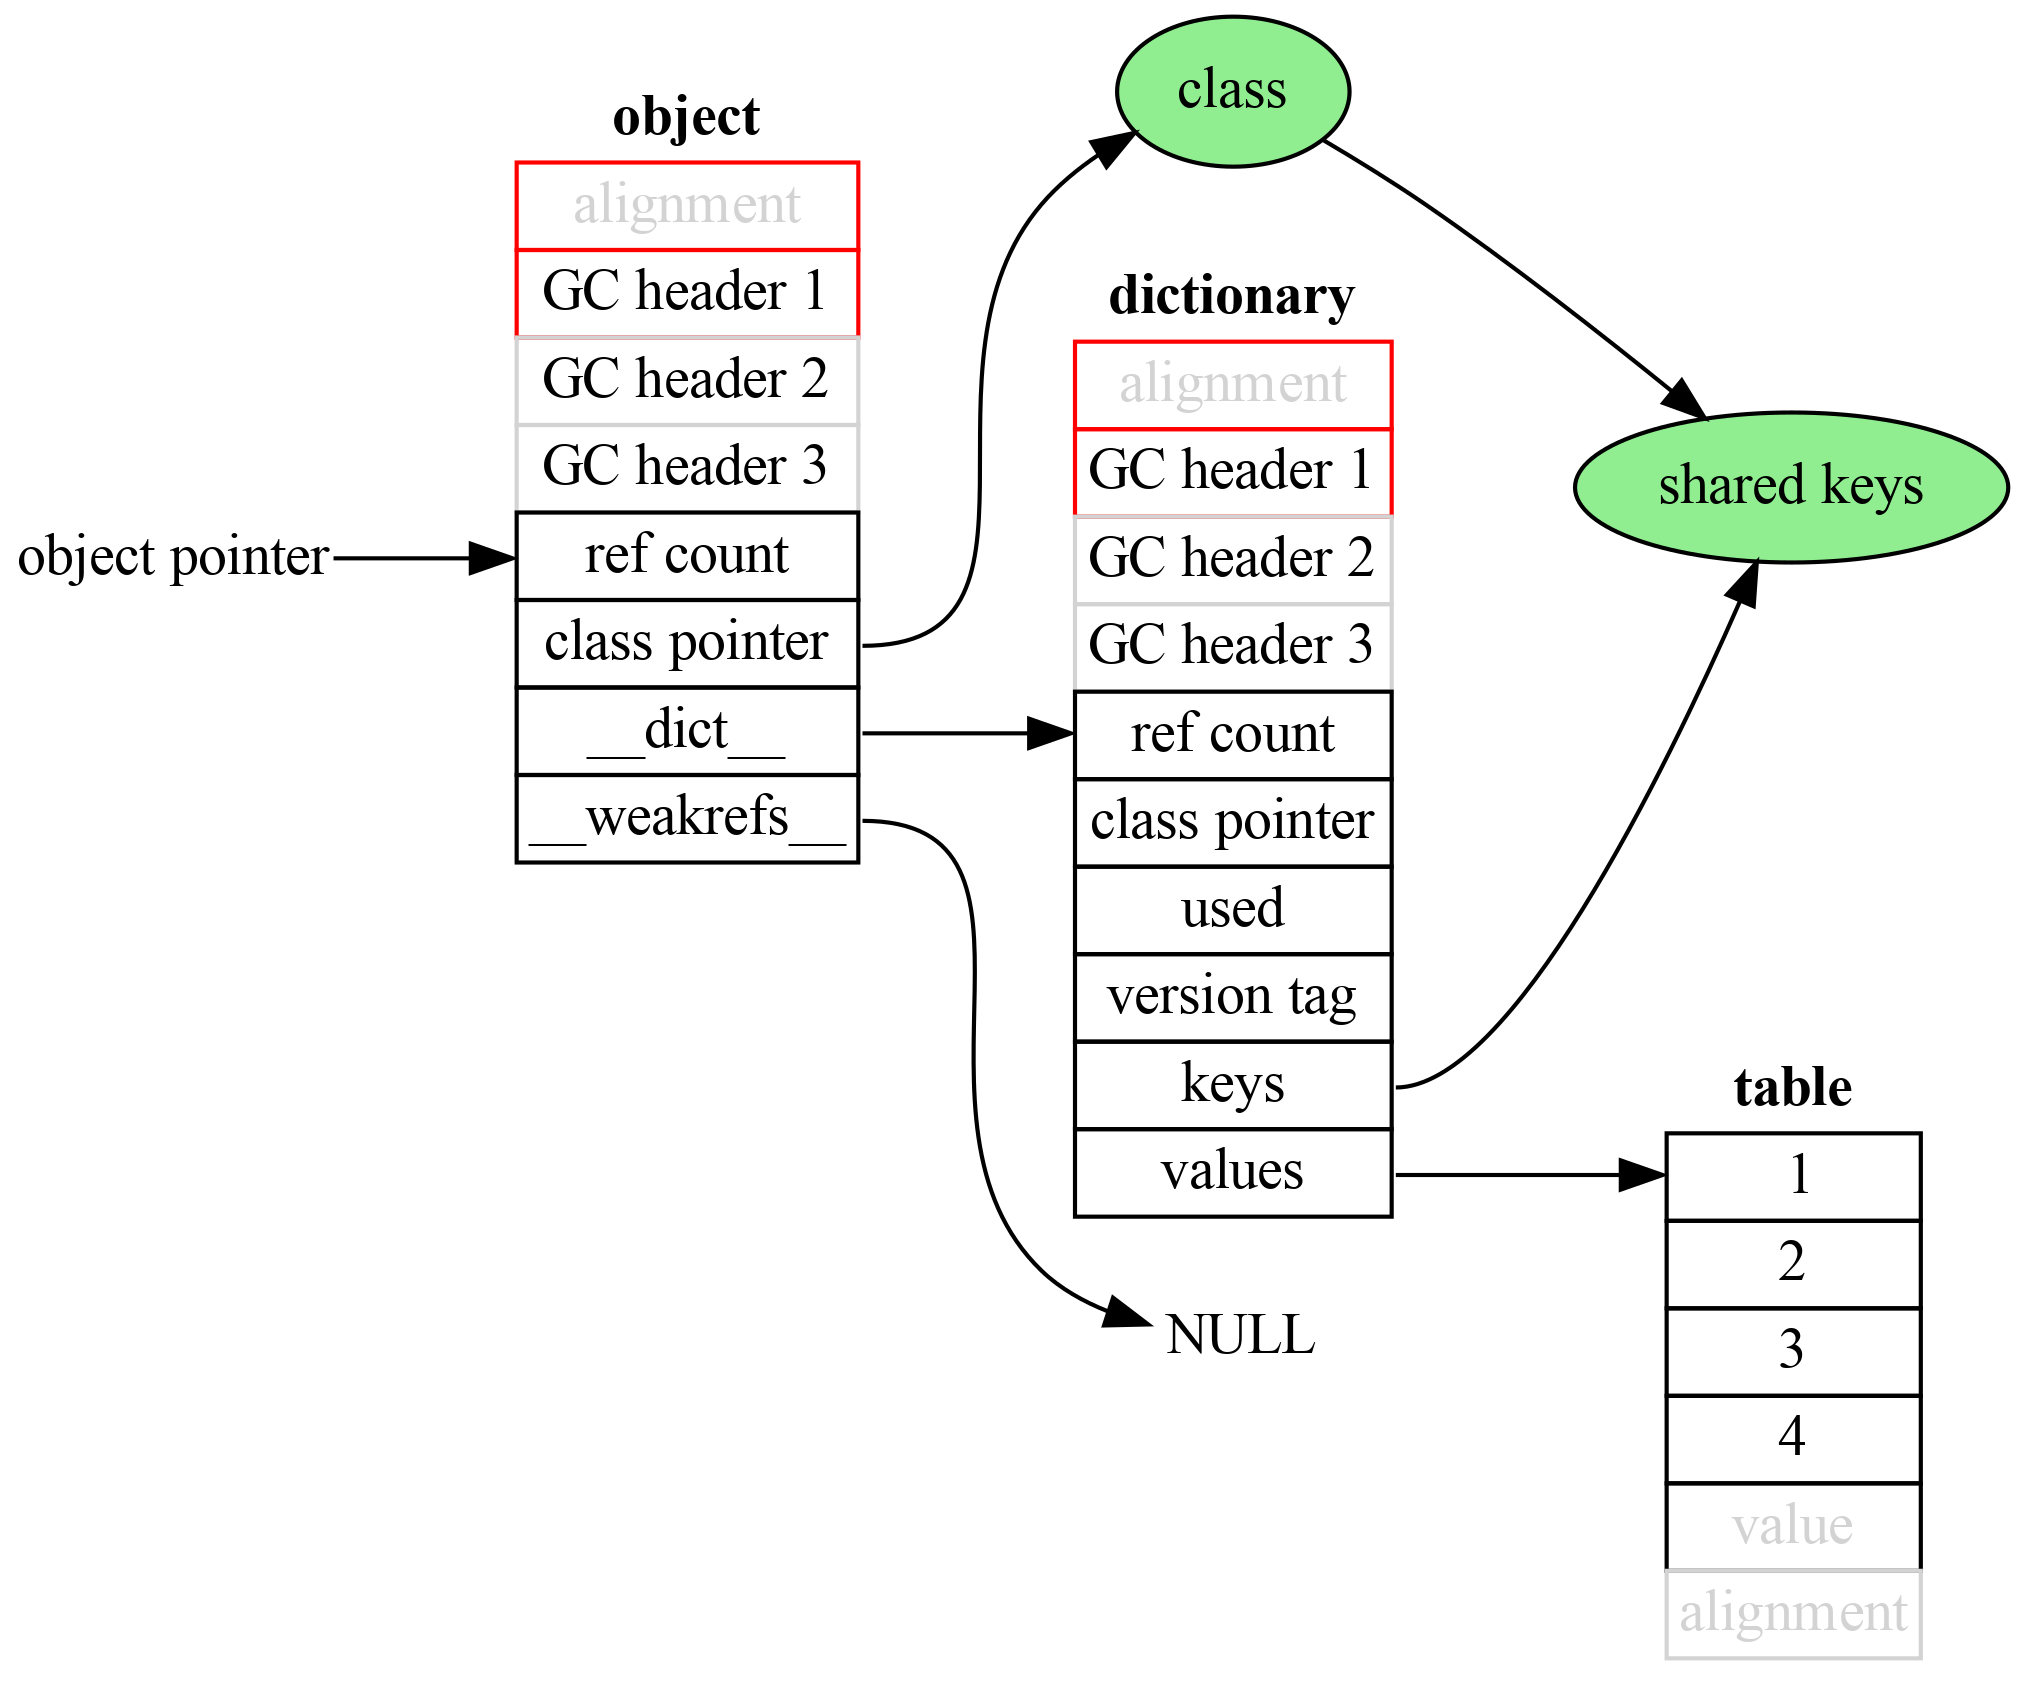 object pointer
object
alignment
GC header 1
GC header 2
GC header 3
ref count
class pointer
__dict__
__weakrefs__
class
dictionary
alignment
GC header 1
GC header 2
GC header 3
ref count
class pointer
used
version tag
keys
values
NULL
shared keys
table
1
2
3
4
value
alignment